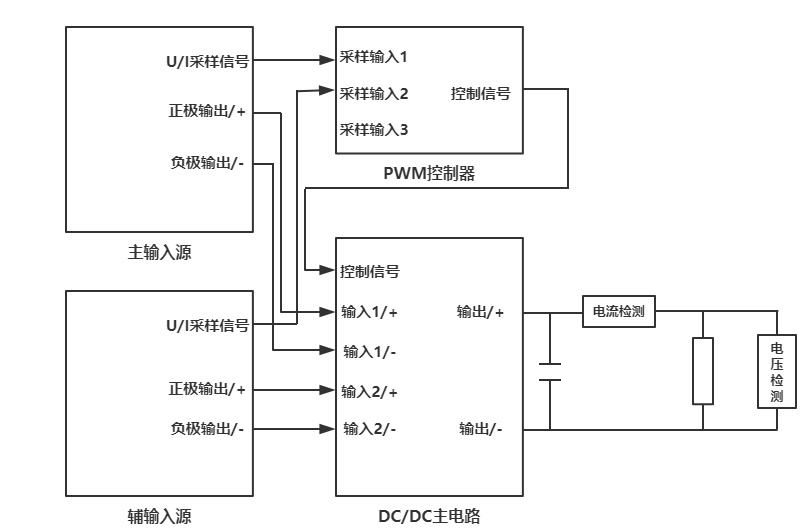 U/I采样信号
正极输出/+
负极输出/-
主输入源
采样输入1
采样输入2
采样输入3
控制信号
PWM控制器
U/I采样信号
正极输出/+
负极输出/-
辅输入源
控制信号
输入1/+
输入1/-
输入2/+
输入2/-
输出/+
输出/-
DC/DC主电路
电流检测
电压检测